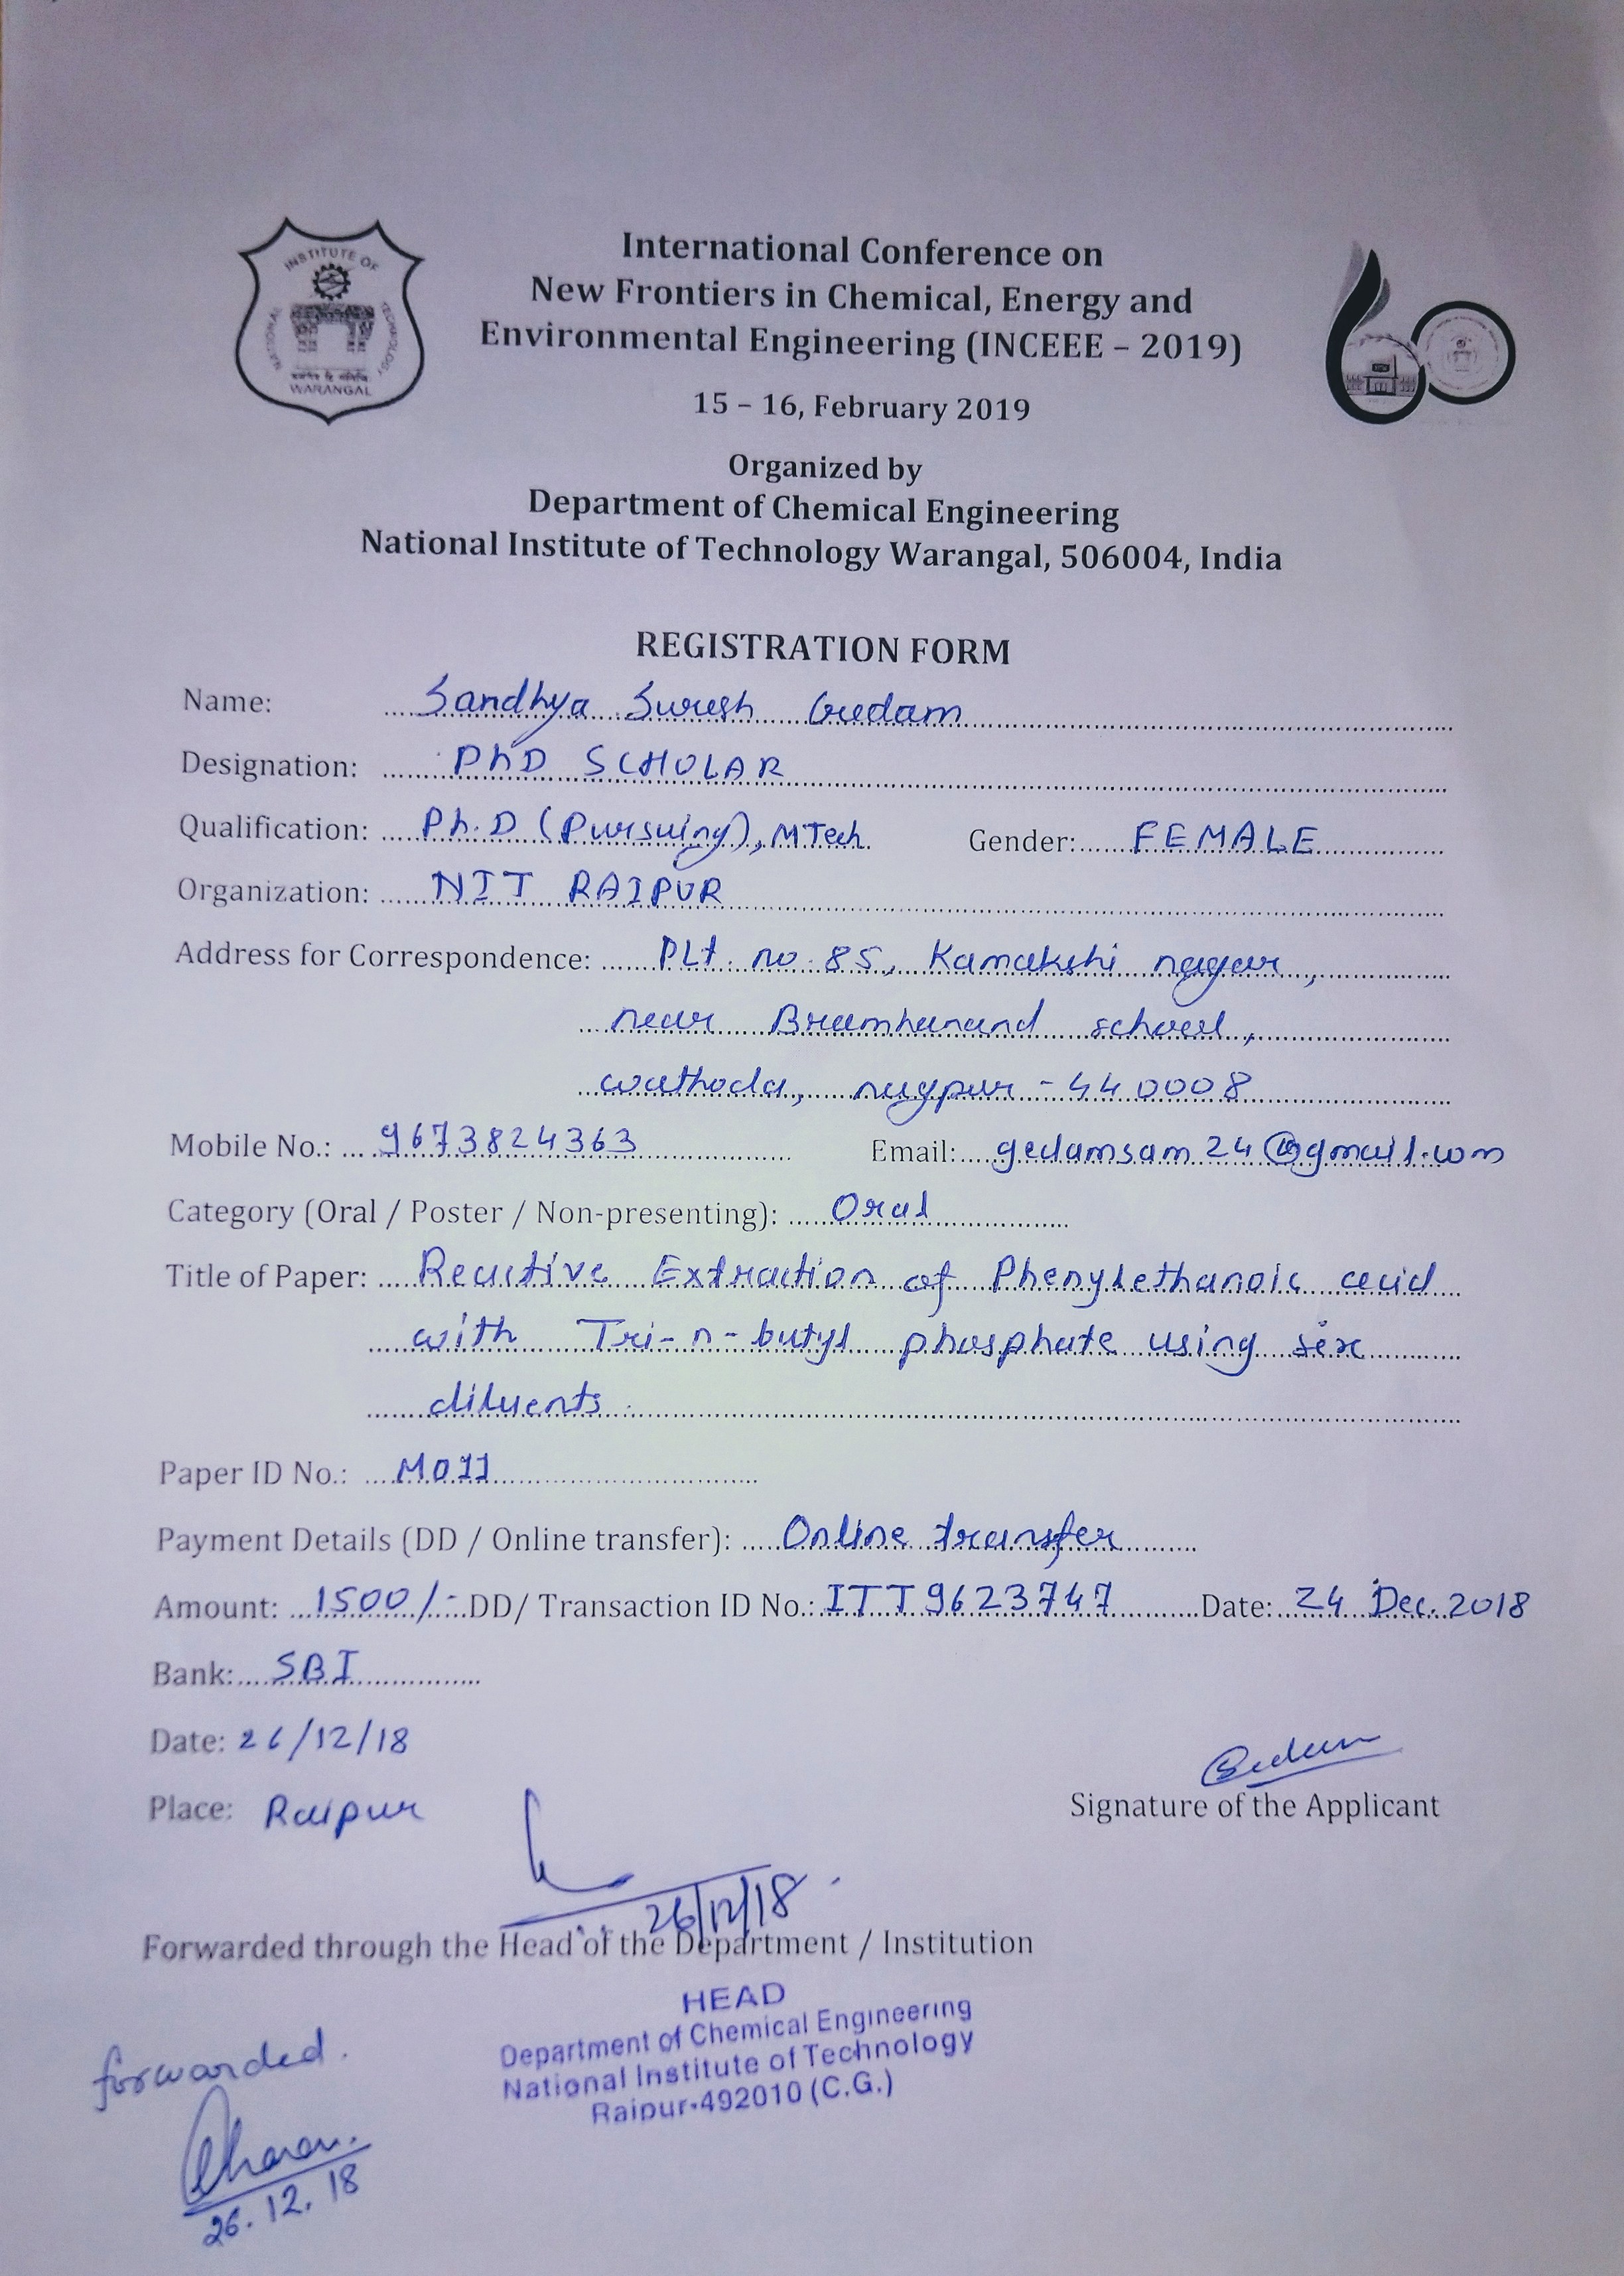 INSTITUTE OF
NATIONAL
TECHNOLOGY
WARANGAL
International Conference on
New Frontiers in Chemical, Energy and
Environmental Engineering (INCEEE – 2019)
15 – 16, February 2019
Organized by
Department of Chemical Engineering
National Institute of Technology Warangal, 506004, India
REGISTRATION FORM
Name: Sandhya Suresh Gedam
Designation: PhD SCHOLAR
Qualification: Ph.D (Pursuing), MTech. Gender: FEMALE
Organization: NIT RAIPUR
Address for Correspondence: PLt. no. 85, Kamakshi nagar,
near Bramhanand school,
wathoda, nagpur - 440008
Mobile No.: 9673824363 Email: gedamsam24@gmail.com
Category (Oral / Poster / Non-presenting): Oral
Title of Paper: Reactive Extraction of Phenylethanoic acid
with Tri-n-butyl phosphate using six
diluents.
Paper ID No.: M011
Payment Details (DD / Online transfer): Online transfer
Amount: 1500/- DD/ Transaction ID No.: ITT9623747 Date: 24 Dec. 2018
Bank: SBI
Date: 26/12/18
Place: Raipur
Gedam
Signature of the Applicant
26/12/18
Forwarded through the Head of the Department / Institution
HEAD
Department of Chemical Engineering
National Institute of Technology
Raipur-492010 (C.G.)
forwarded.
26.12.18